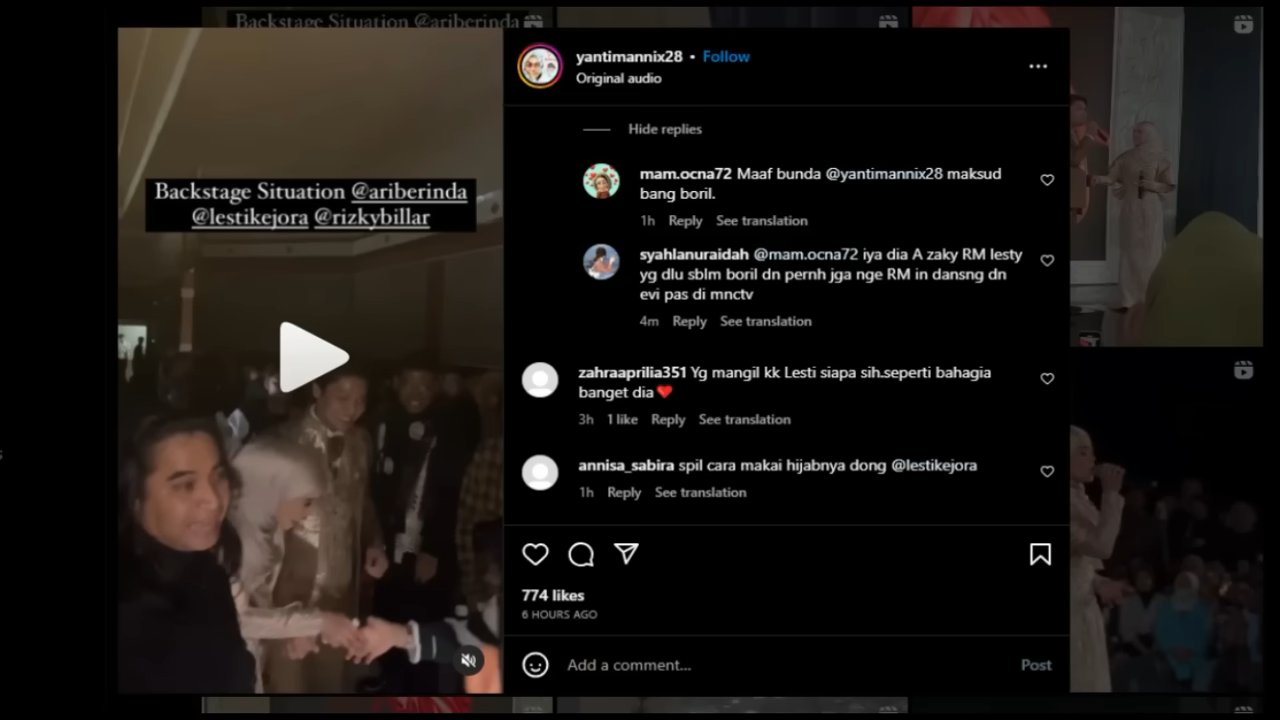 Backstage Situation @ariberinda
yantimannix28 • Follow
Original audio
Backstage Situation @ariberinda
@lestikejora @rizkybillar
Hide replies
mam.ocna72 Maaf bunda @yantimannix28 maksud
bang boril.
1h Reply See translation
syahlanuraidah @mam.ocna72 iya dia A zaky RM lesty
yg dlu sblm boril dn pernh jga nge RM in dansng dn
evi pas di mnctv
4m Reply See translation
zahraaprilia351 Yg mangil kk Lesti siapa sih.seperti bahagia
banget dia❤️
3h 1 like Reply See translation
annisa_sabira spil cara makai hijabnya dong @lestikejora
1h Reply See translation
774 likes
6 HOURS AGO
Add a comment... Post